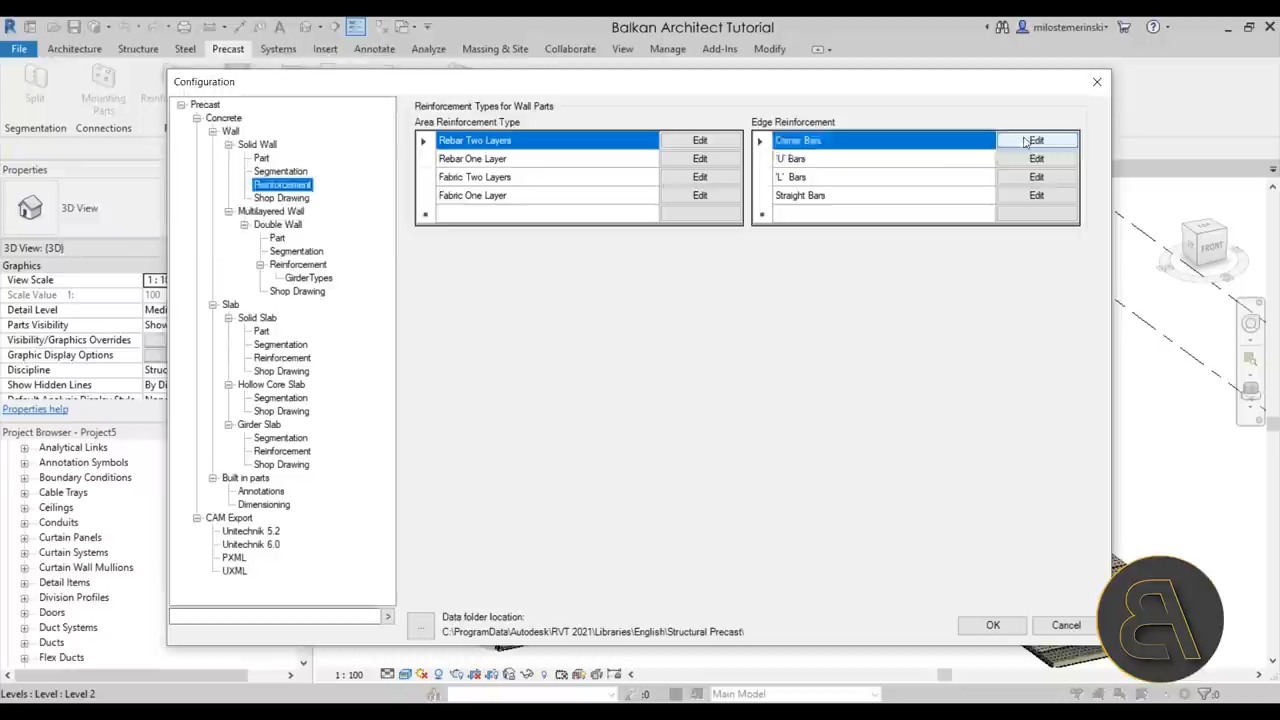 Balkan Architect Tutorial
milostemerinski
File Architecture Structure Steel Precast Systems Insert Annotate Analyze Massing & Site Collaborate View Manage Add-Ins Modify
Split
Mounting
Parts
Segmentation
Connections
Configuration
Precast
Concrete
Wall
Solid Wall
Part
Segmentation
Reinforcement
Shop Drawing
Multilayered Wall
Double Wall
Part
Segmentation
Reinforcement
GirderTypes
Shop Drawing
Slab
Solid Slab
Part
Segmentation
Reinforcement
Shop Drawing
Hollow Core Slab
Segmentation
Shop Drawing
Girder Slab
Segmentation
Reinforcement
Shop Drawing
Built in parts
Annotations
Dimensioning
CAM Export
Unitechnik 5.2
Unitechnik 6.0
PXML
UXML
Reinforcement Types for Wall Parts
Area Reinforcement Type
Rebar Two Layers Edit
Rebar One Layer Edit
Fabric Two Layers Edit
Fabric One Layer Edit
Edge Reinforcement
Corner Bars Edit
'U' Bars Edit
'L' Bars Edit
Straight Bars Edit
Data folder location:
C:\ProgramData\Autodesk\RVT 2021\Libraries\English\Structural Precast\
...
OK
Cancel
Properties
3D View
3D View: {3D}
Graphics
View Scale 1 : 10
Scale Value 1: 100
Detail Level Medi
Parts Visibility Show
Visibility/Graphics Overrides
Graphic Display Options
Discipline Struc
Show Hidden Lines By Di
Properties help
Project Browser - Project5
Analytical Links
Annotation Symbols
Boundary Conditions
Cable Trays
Ceilings
Conduits
Curtain Panels
Curtain Systems
Curtain Wall Mullions
Detail Items
Division Profiles
Doors
Duct Systems
Ducts
Flex Ducts
FRONT
1 : 100
Levels : Level : Level 2
:0
Main Model
:0